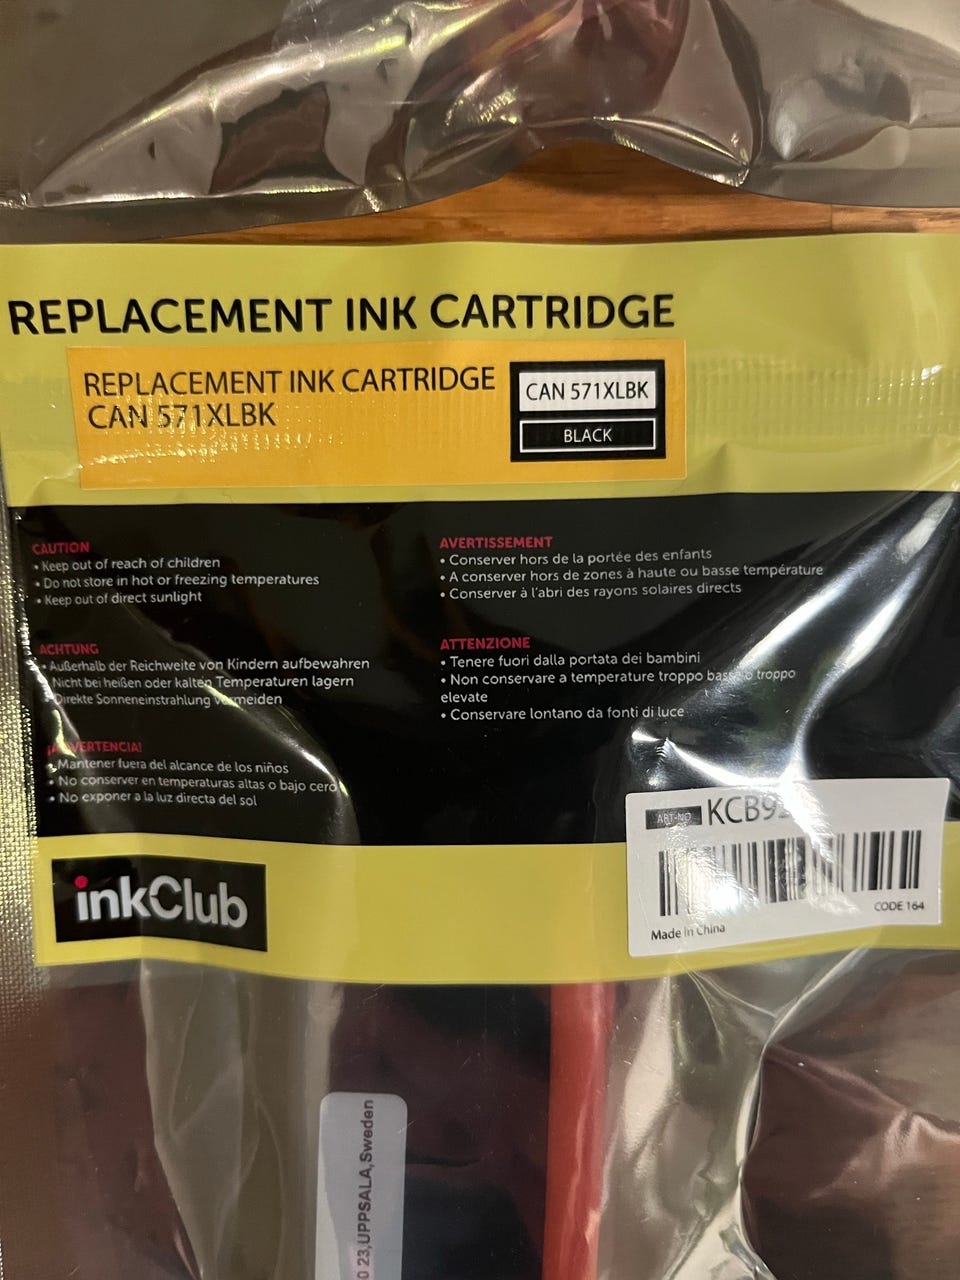 REPLACEMENT INK CARTRIDGE
REPLACEMENT INK CARTRIDGE
CAN 571XLBK
CAN 571XLBK
BLACK
CAUTION
• Keep out of reach of children
• Do not store in hot or freezing temperatures
• Keep out of direct sunlight
AVERTISSEMENT
• Conserver hors de la portée des enfants
• A conserver hors de zones à haute ou basse température
• Conserver à l'abri des rayons solaires directs
ACHTUNG
• Außerhalb der Reichweite von Kindern aufbewahren
Nicht bei heißen oder kalten Temperaturen lagern
Direkte Sonneneinstrahlung vermeiden
ATTENZIONE
• Tenere fuori dalla portata dei bambini
• Non conservare a temperature troppo basse o troppo
elevate
• Conservare lontano da fonti di luce
¡ADVERTENCIA!
• Mantener fuera del alcance de los niños
• No conserver en temperaturas altas o bajo cero
• No exponer a la luz directa del sol
ART-NO
CODE 164
Made In China
inkClub
0 23,UPPSALA,Sweden